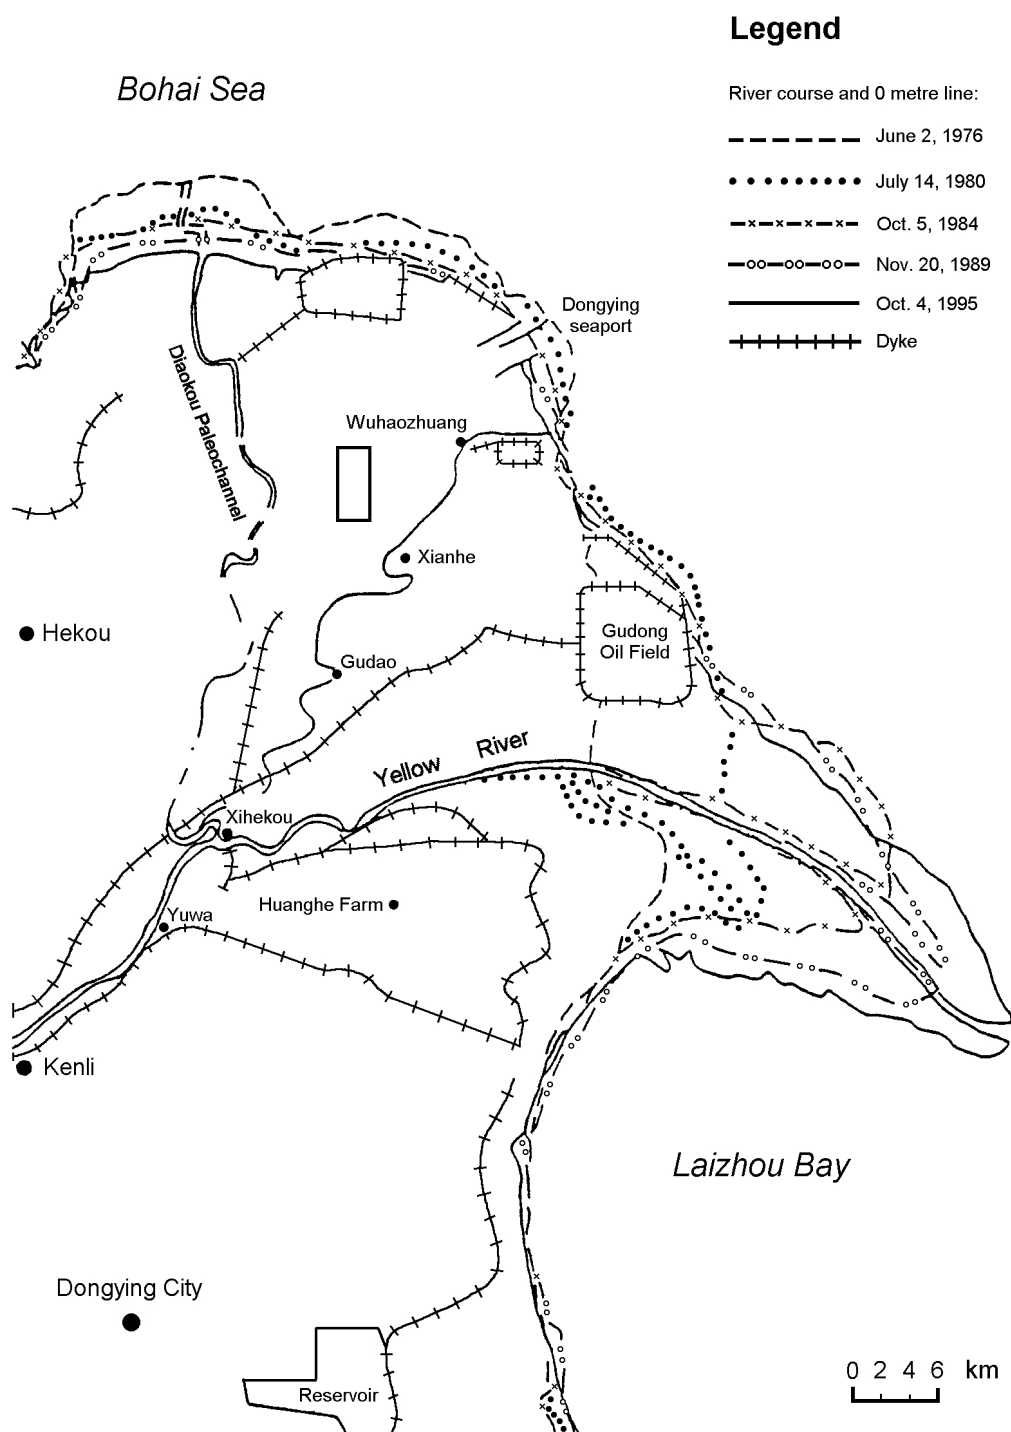 Legend
Bohai Sea
River course and 0 metre line:
June 2, 1976
July 14, 1980
Oct. 5, 1984
Nov. 20, 1989
Oct. 4, 1995
Dyke
Dongying
seaport
Diaokou Paleochannel
Wuhaozhuang
Xianhe
Hekou
Gudong
Oil Field
Gudao
Yellow River
Xihekou
Huanghe Farm
Yuwa
Kenli
Laizhou Bay
Dongying City
Reservoir
0 2 4 6 km